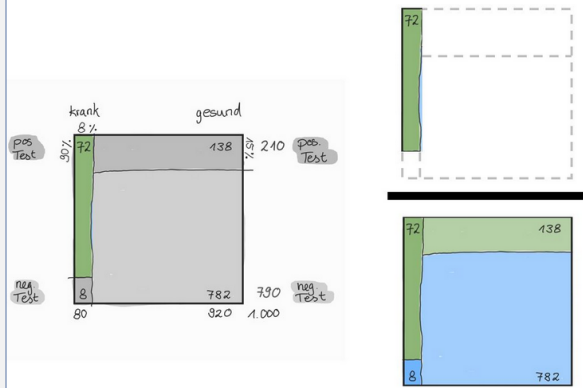 krank
gesund
8%
pos
Test
90%
72
138
15%
210
pos.
Test
neg
Test
8
782
790
neg.
Test
80
920
1.000
72
72
138
8
782